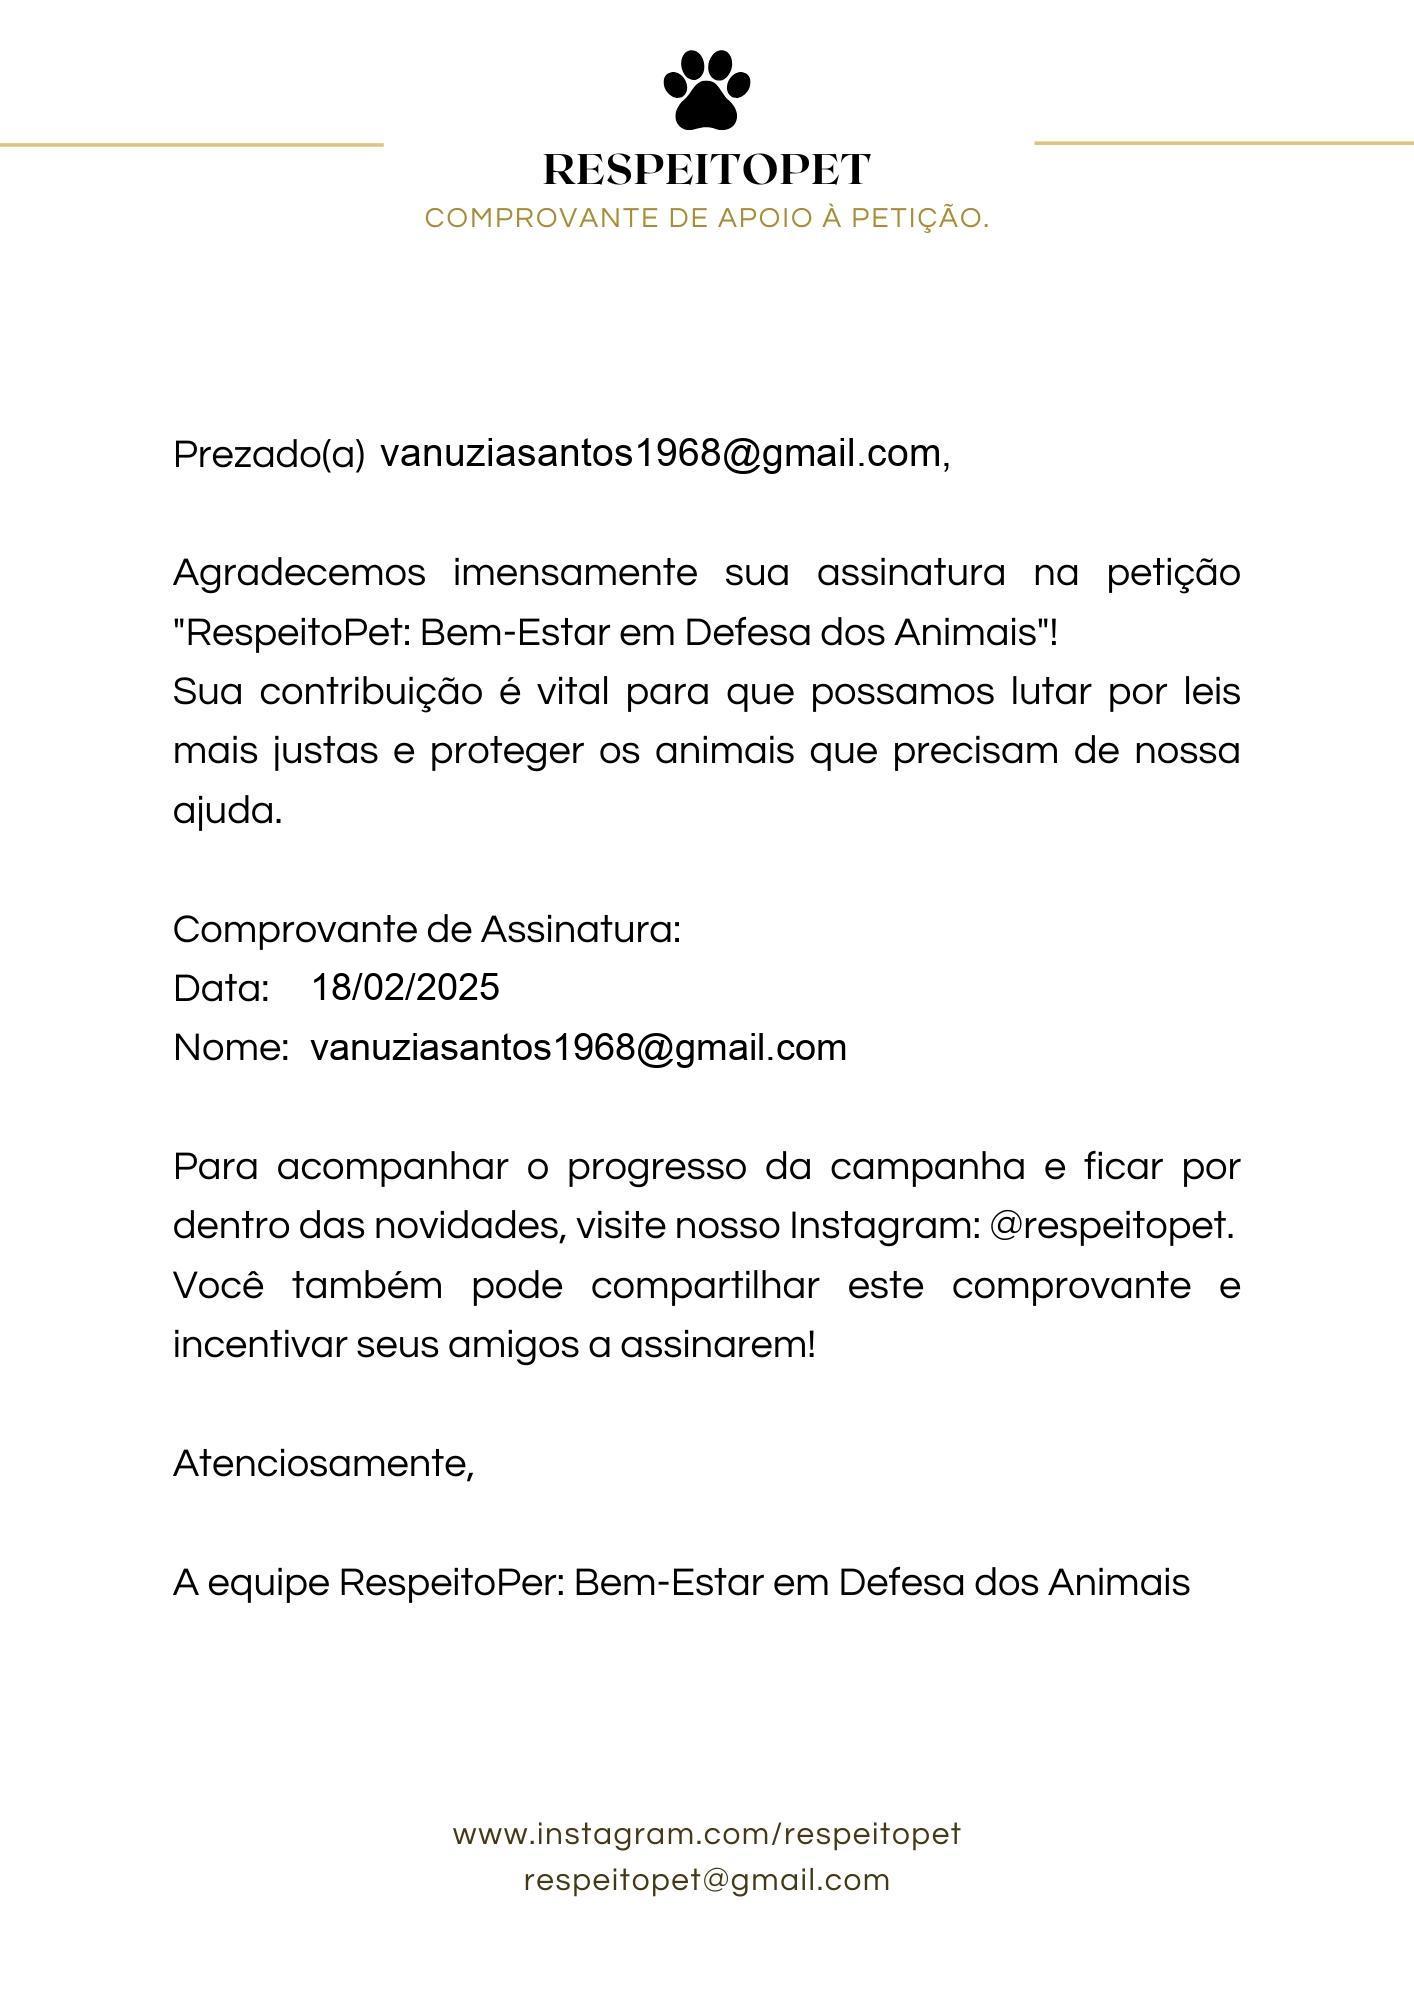 RESPEITOPET
COMPROVANTE DE APOIO À PETIÇÃO.
Prezado(a) vanuziasantos1968@gmail.com,
Agradecemos imensamente sua assinatura na petição
"RespeitoPet: Bem-Estar em Defesa dos Animais"!
Sua contribuição é vital para que possamos lutar por leis
mais justas e proteger os animais que precisam de nossa
ajuda.
Comprovante de Assinatura:
Data: 18/02/2025
Nome: vanuziasantos1968@gmail.com
Para acompanhar o progresso da campanha e ficar por
dentro das novidades, visite nosso Instagram: @respeitopet.
Você também pode compartilhar este comprovante e
incentivar seus amigos a assinarem!
Atenciosamente,
A equipe RespeitoPer: Bem-Estar em Defesa dos Animais
www.instagram.com/respeitopet
respeitopet@gmail.com